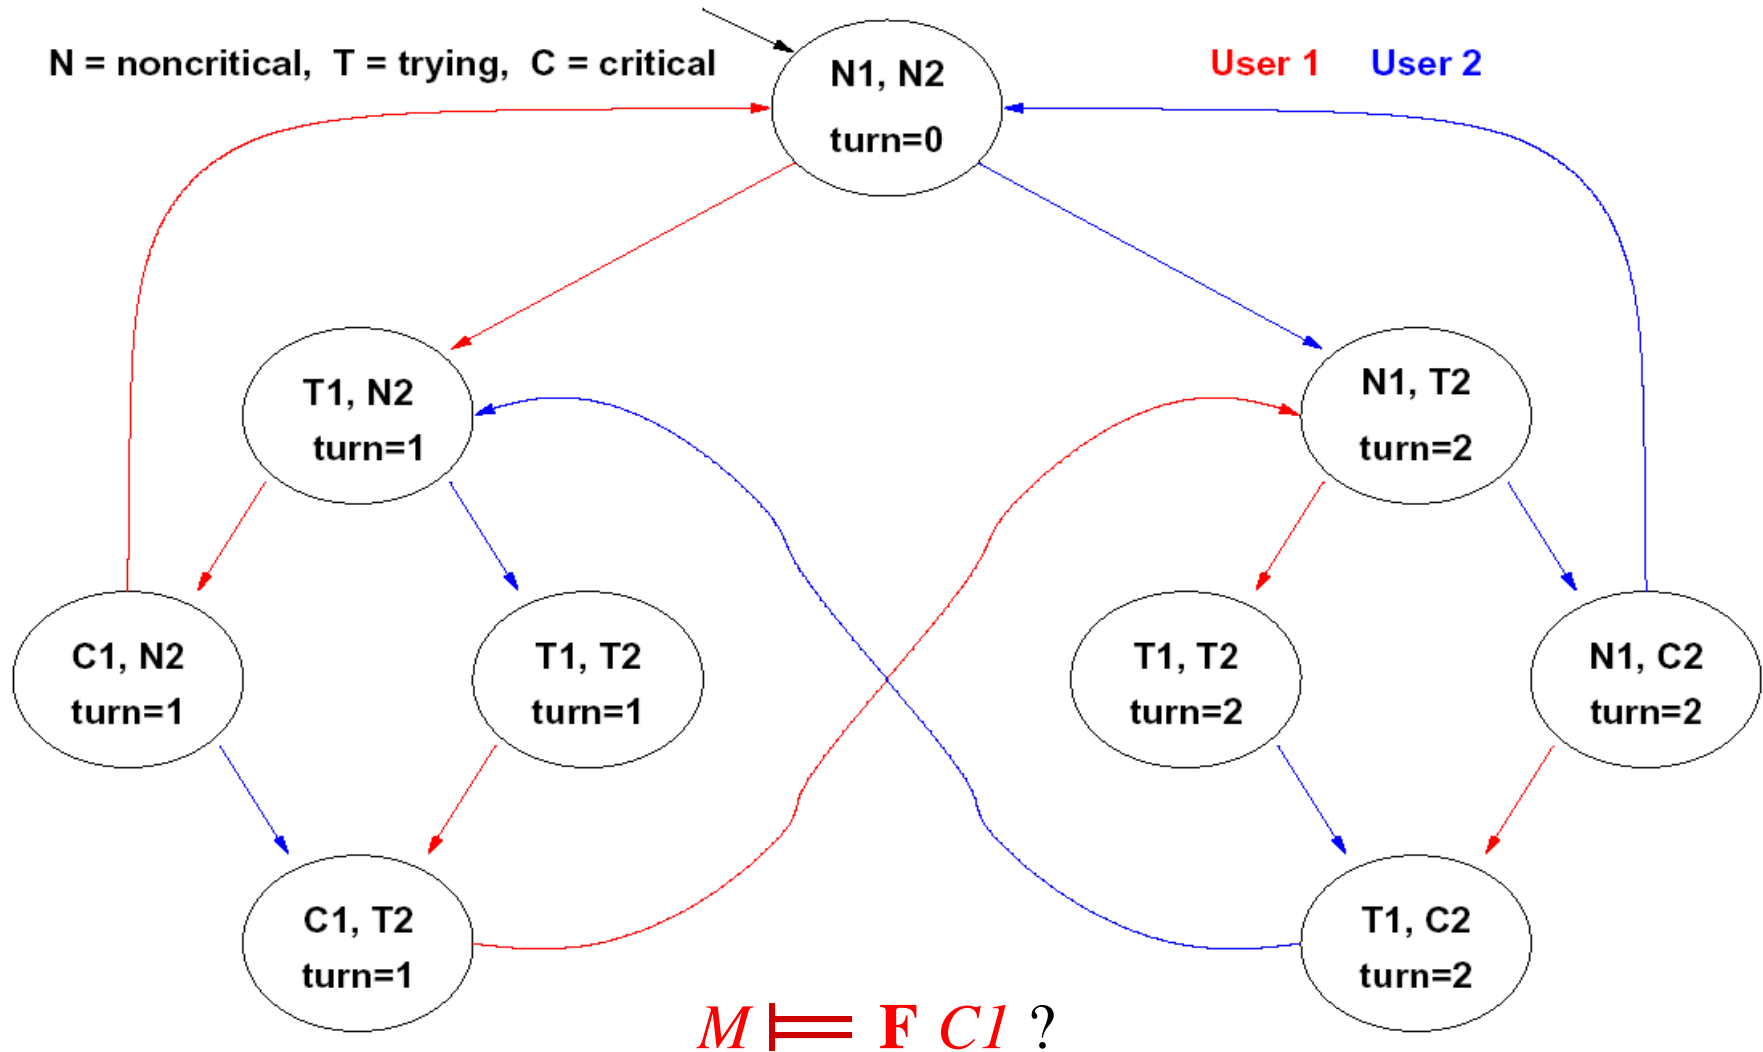 N = noncritical, T = trying, C = critical
User 1 User 2
N1, N2
turn=0
T1, N2
turn=1
N1, T2
turn=2
C1, N2
turn=1
T1, T2
turn=1
T1, T2
turn=2
N1, C2
turn=2
C1, T2
turn=1
T1, C2
turn=2
M ⊨ F C1 ?